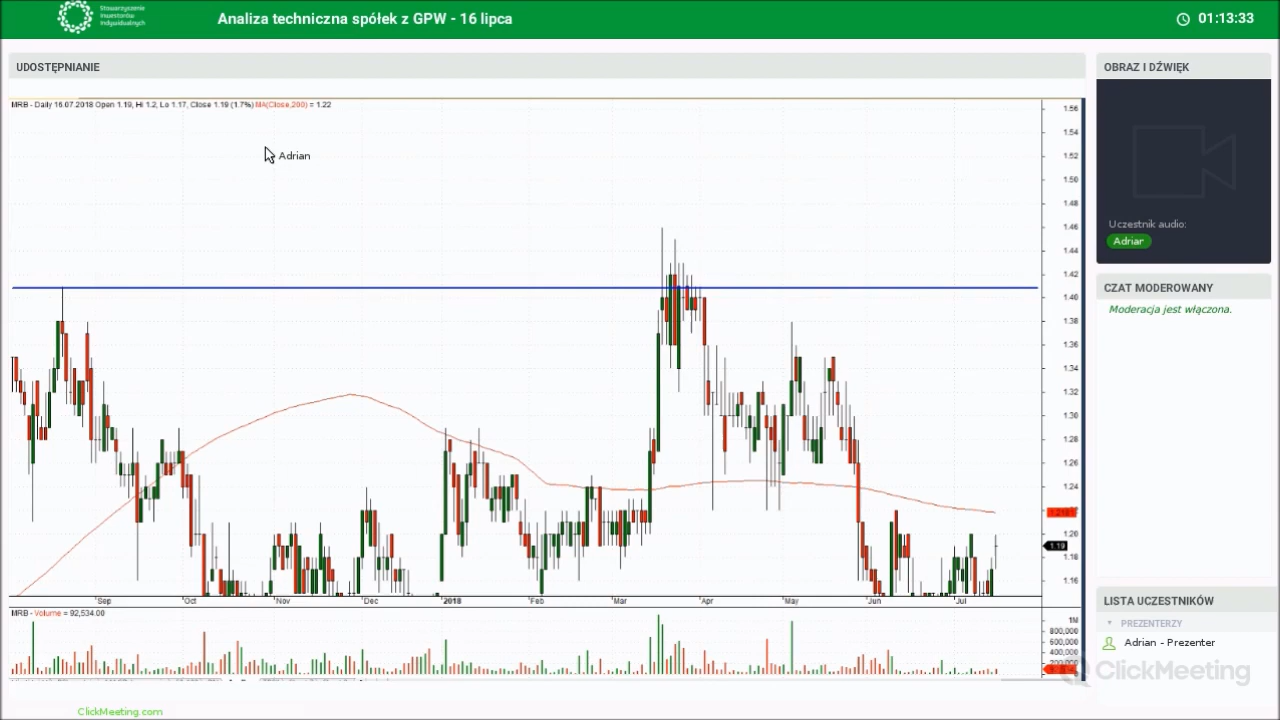 Stowarzyszenie
Inwestorów
Indywidualnych
Analiza techniczna spółek z GPW - 16 lipca
01:13:33
UDOSTĘPNIANIE
OBRAZ I DŹWIĘK
MRB - Daily 16.07.2018 Open 1.19, Hi 1.2, Lo 1.17, Close 1.19 (1.7%) MA(Close,200) = 1.22
Adrian
1.56
1.54
1.52
1.50
1.48
1.46
1.44
1.42
1.40
1.38
1.36
1.34
1.32
1.30
1.28
1.26
1.24
1.20
1.19
1.18
1.16
Uczestnik audio:
Adriar
CZAT MODEROWANY
Moderacja jest włączona.
Sep Oct Nov Dec 2018 Feb Mar Apr May Jun Jul
MRB - Volume = 92,534.00
1M
800,000
600,000
400,000
200,000
LISTA UCZESTNIKÓW
PREZENTERZY
Adrian - Prezenter
ClickMeeting
ClickMeeting.com